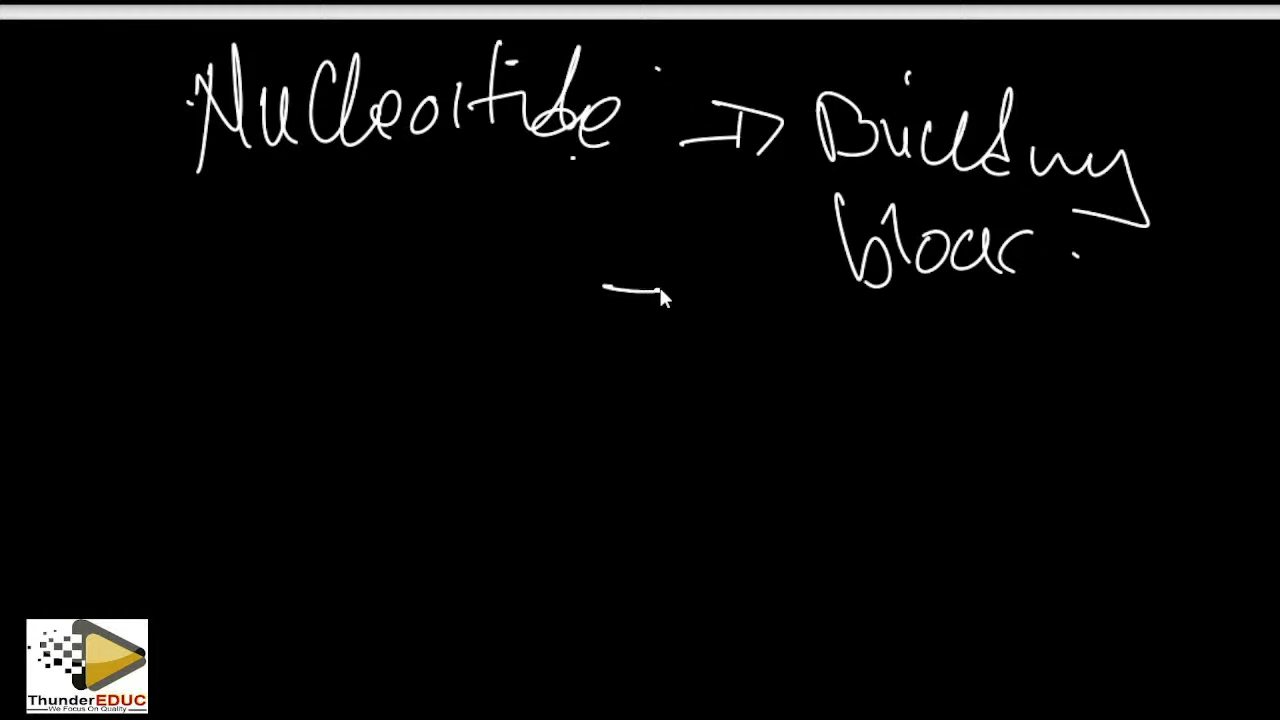 Nucleotide ⇒ Building
block.
ThunderEDUC
We Focus On Quality